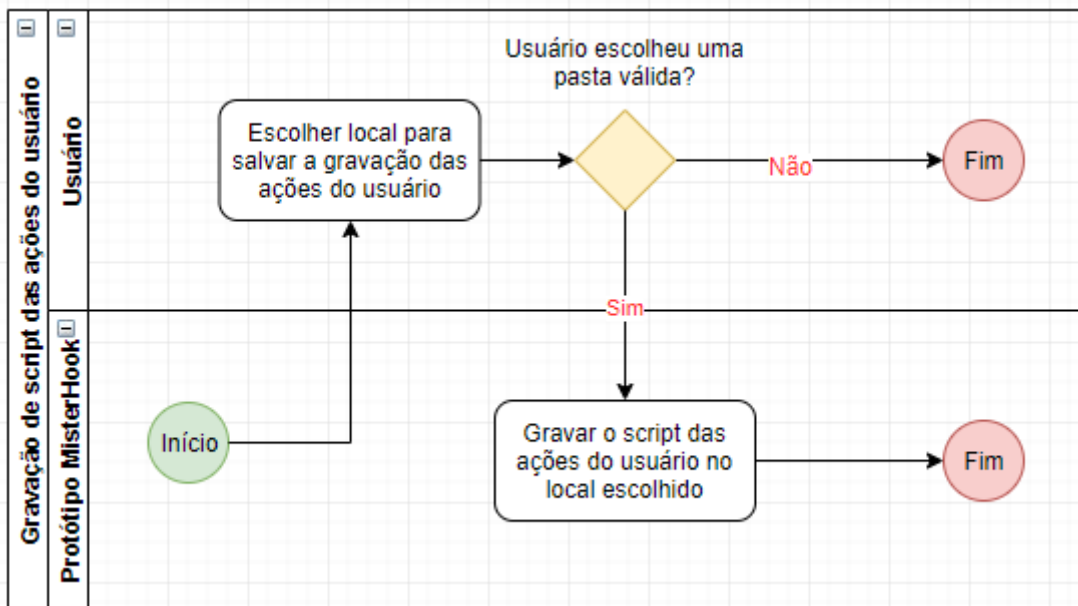 Gravação de script das ações do usuário
Usuário
Usuário escolheu uma
pasta válida?
Escolher local para
salvar a gravação das
ações do usuário
Não
Fim
Sim
Protótipo MisterHook
Início
Gravar o script das
ações do usuário no
local escolhido
Fim